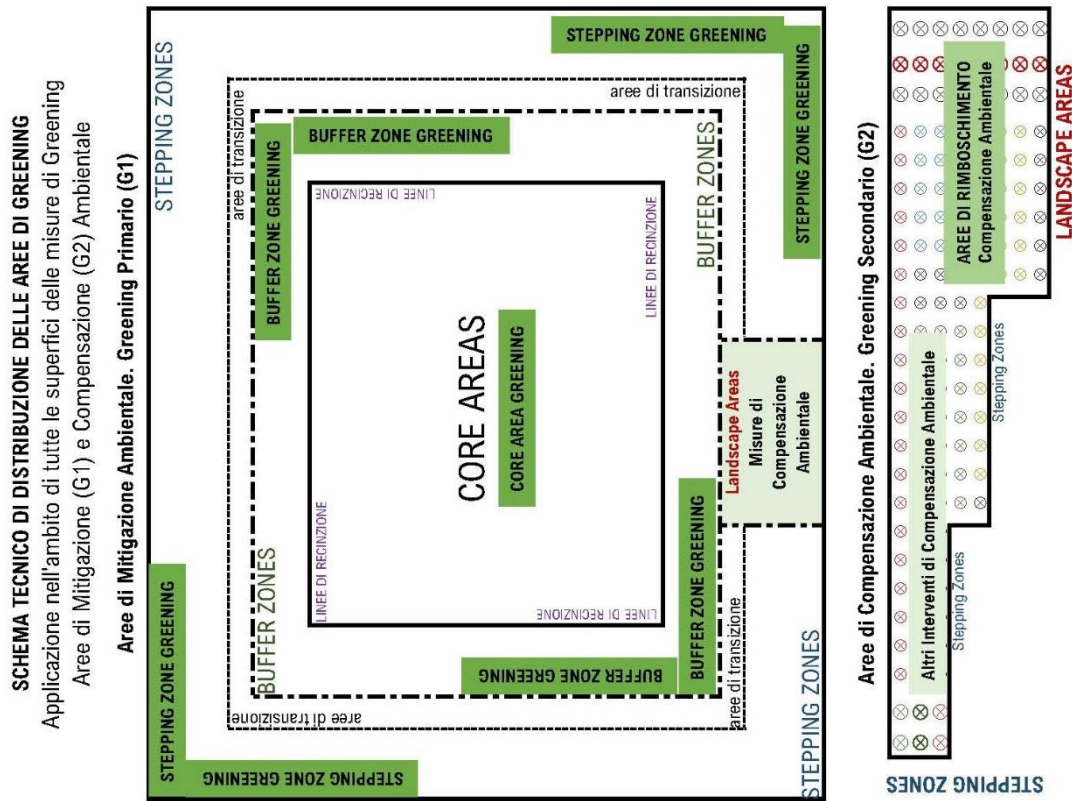 SCHEMA TECNICO DI DISTRIBUZIONE DELLE AREE DI GREENING
Applicazione nell'ambito di tutte le superfici delle misure di Greening
Aree di Mitigazione (G1) e Compensazione (G2) Ambientale
Aree di Mitigazione Ambientale. Greening Primario (G1)
STEPPING ZONE GREENING
STEPPING ZONE GREENING
STEPPING ZONES
aree di transizione
aree di transizione
BUFFER ZONES
BUFFER ZONE GREENING
BUFFER ZONE GREENING
LINEE DI RECINZIONE
LINEE DI RECINZIONE
CORE AREAS
CORE AREA GREENING
LINEE DI RECINZIONE
LINEE DI RECINZIONE
BUFFER ZONE GREENING
BUFFER ZONE GREENING
BUFFER ZONES
aree di transizione
aree di transizione
Landscape Areas
Misure di
Compensazione
Ambientale
STEPPING ZONES
STEPPING ZONE GREENING
STEPPING ZONE GREENING
Aree di Compensazione Ambientale. Greening Secondario (G2)
STEPPING ZONES
Altri Interventi di Compensazione Ambientale
AREE DI RIMBOSCHIMENTO
Compensazione Ambientale
Stepping Zones
Stepping Zones
LANDSCAPE AREAS